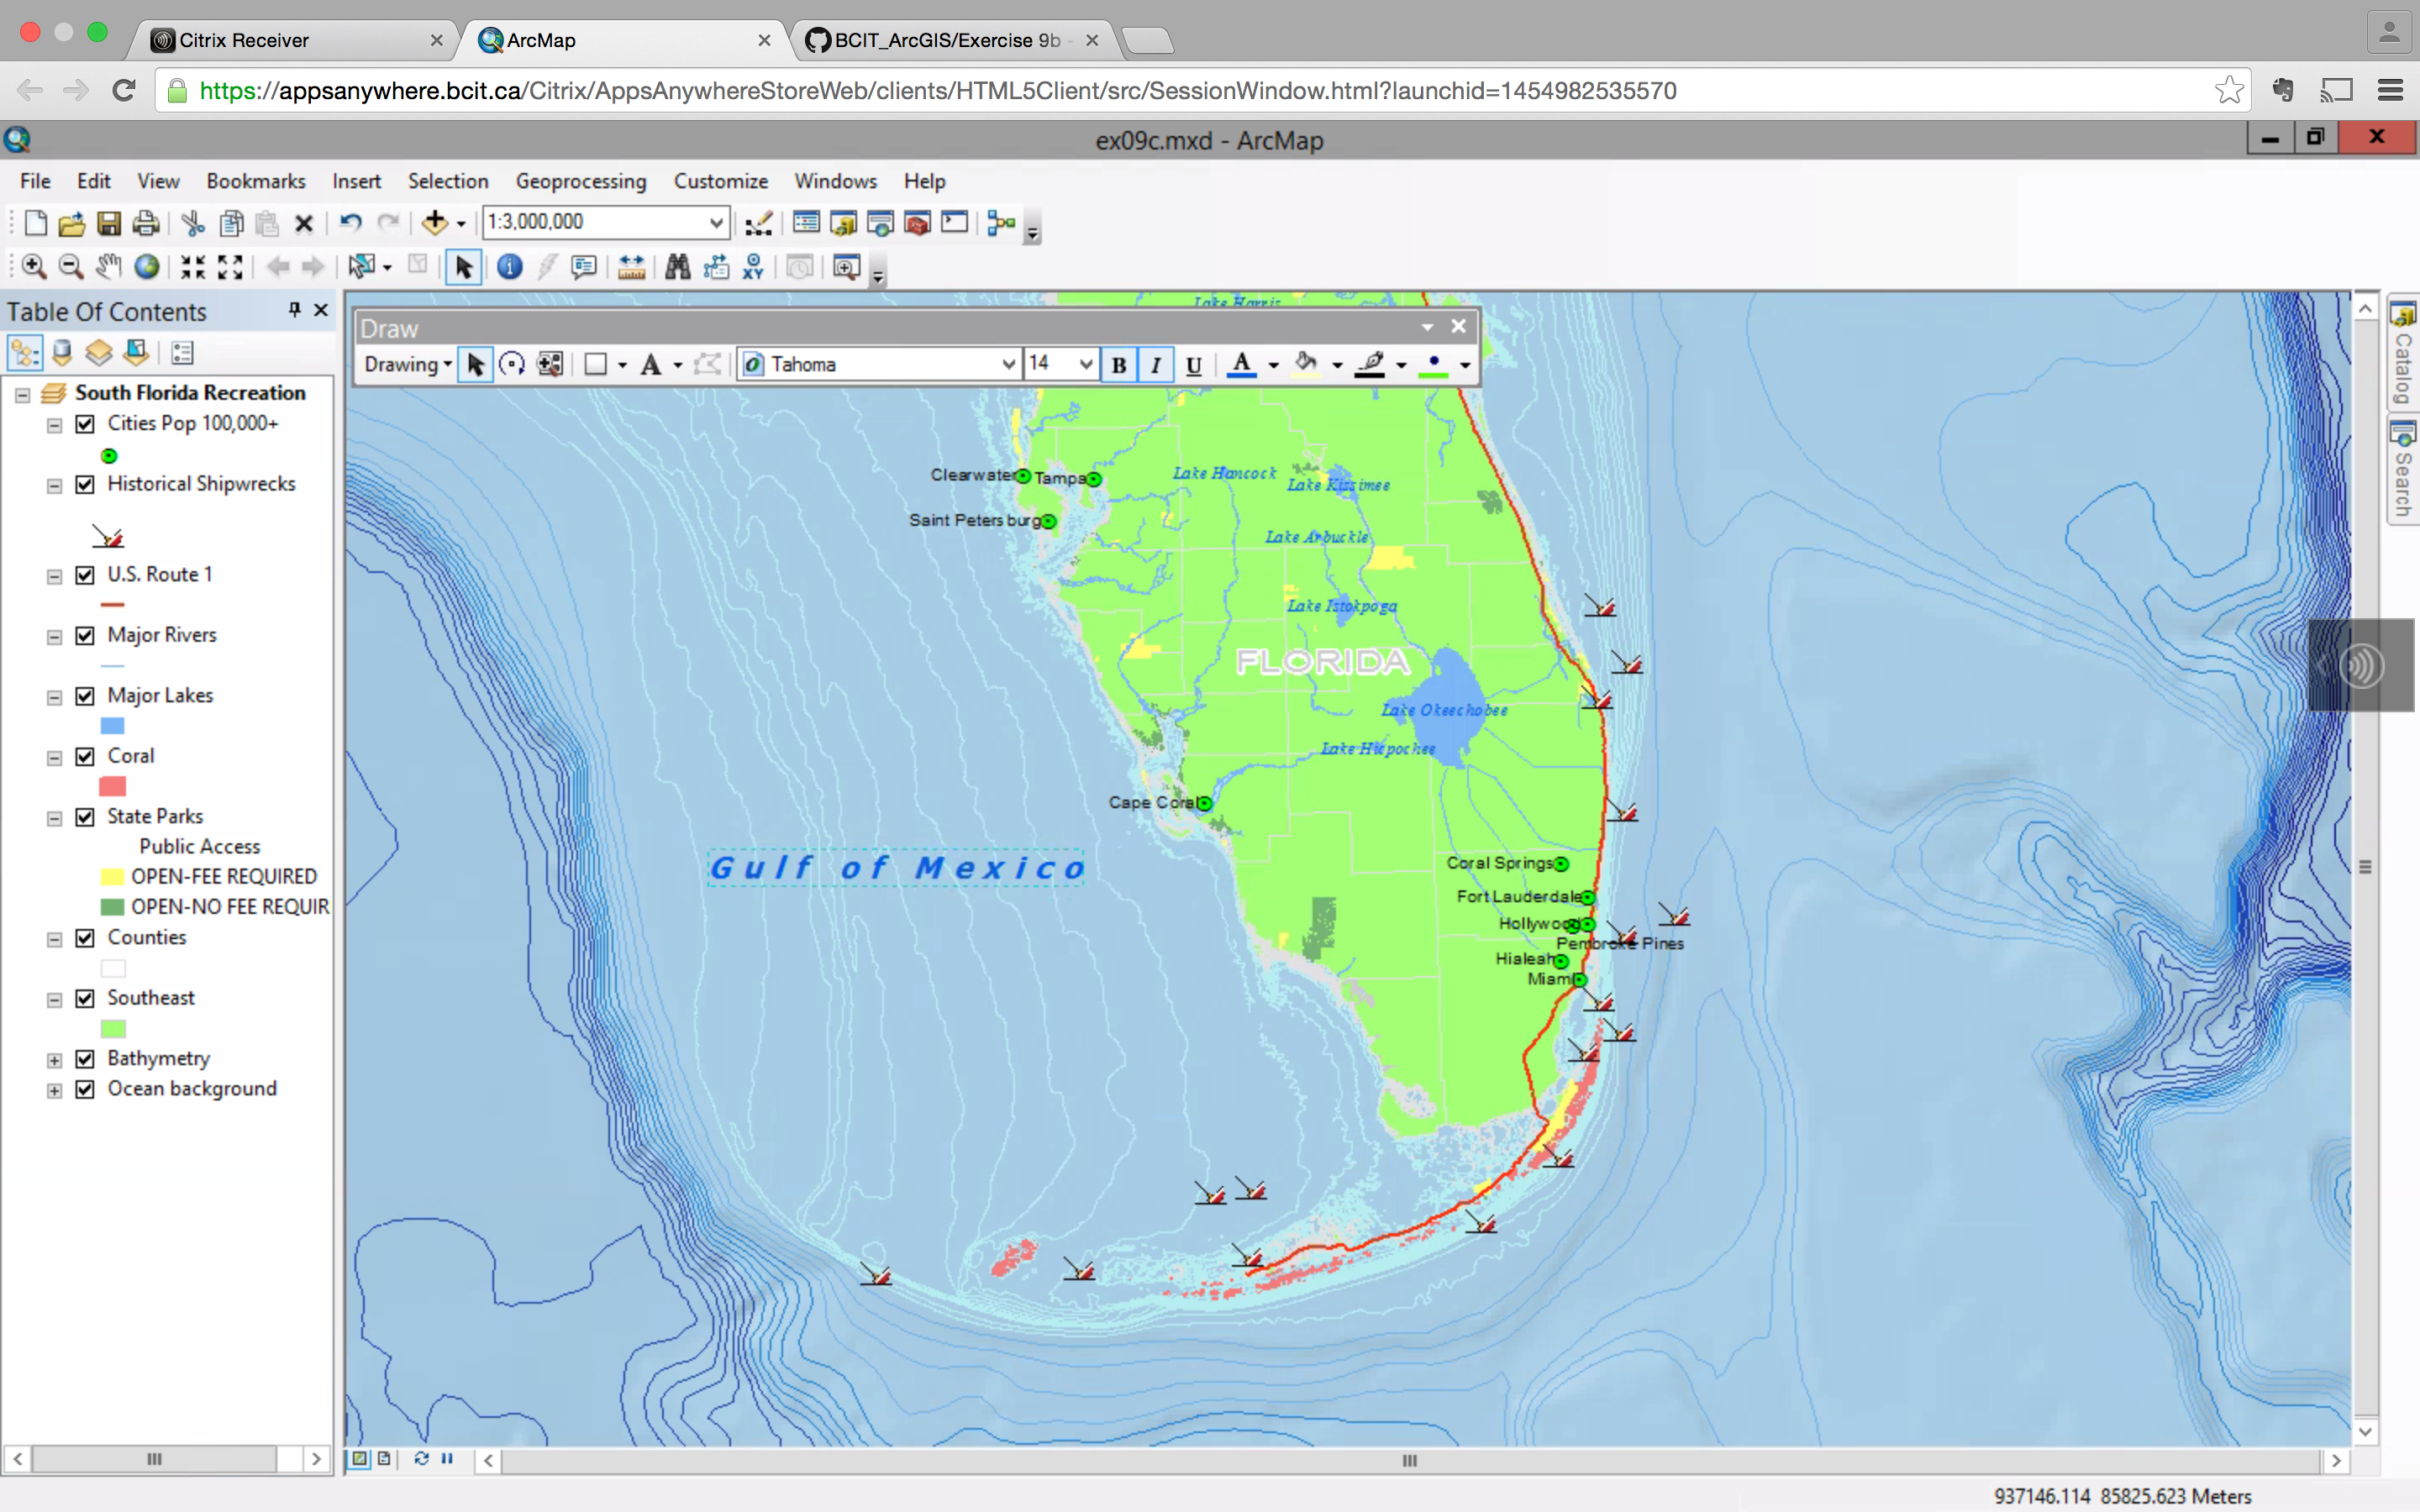 Citrix Receiver
ArcMap
BCIT_ArcGIS/Exercise 9b -
https://appsanywhere.bcit.ca/Citrix/AppsAnywhereStoreWeb/clients/HTML5Client/src/SessionWindow.html?launchid=1454982535570
ex09c.mxd - ArcMap
File Edit View Bookmarks Insert Selection Geoprocessing Customize Windows Help
1:3,000,000
XY
Table Of Contents
South Florida Recreation
Cities Pop 100,000+
Historical Shipwrecks
U.S. Route 1
Major Rivers
Major Lakes
Coral
State Parks
Public Access
OPEN-FEE REQUIRED
OPEN-NO FEE REQUIR
Counties
Southeast
Bathymetry
Ocean background
Draw
Drawing Tahoma 14 B I U A
Lake Harris
Clearwater
Tampa
Saint Petersburg
Lake Hancock
Lake Kissimee
Lake Arbuckle
Lake Istokpoga
FLORIDA
Lake Okeechobee
Lake Hicpochee
Cape Coral
Gulf of Mexico
Coral Springs
Fort Lauderdale
Hollywood
Pembroke Pines
Hialeah
Miami
Catalog
Search
937146.114 85825.623 Meters